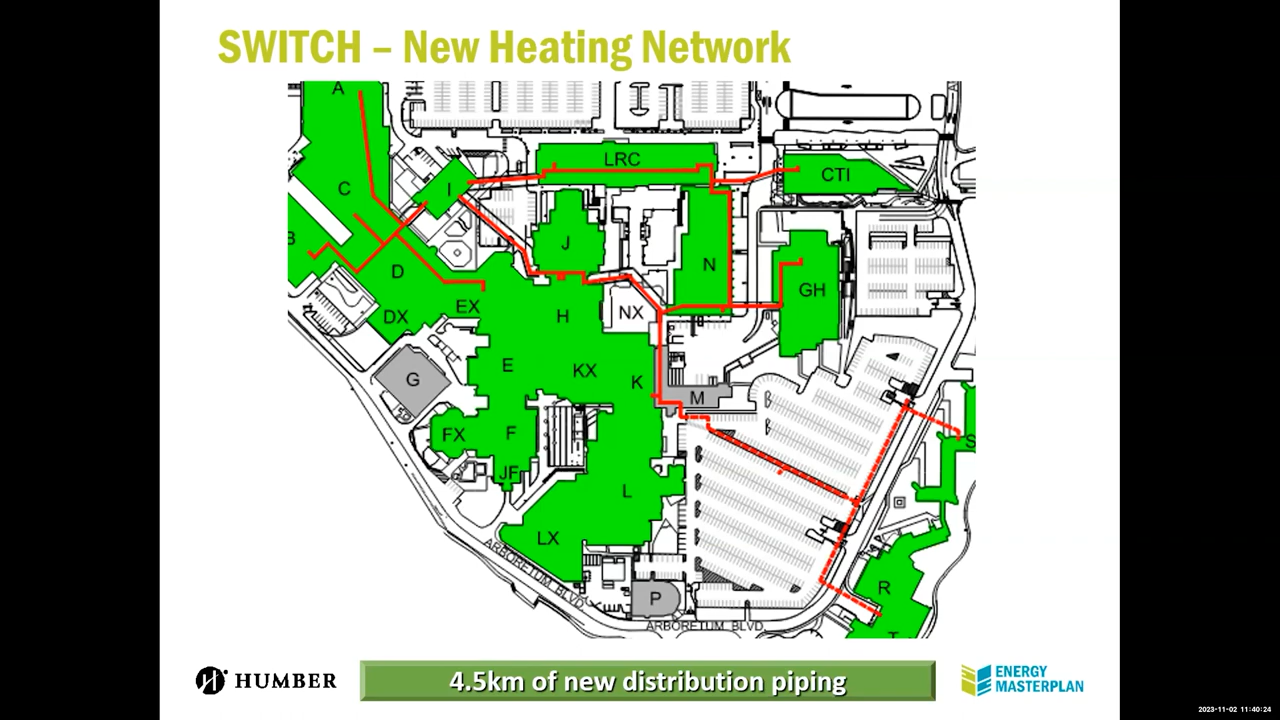 SWITCH – New Heating Network
A
LRC
CTI
C
I
B
J
D
N
GH
EX
H
NX
DX
E
KX
K
G
M
FX
F
S
JF
L
LX
ARBORETUM BLVD.
R
P
ARBORETUM BLVD.
T
HUMBER
4.5km of new distribution piping
ENERGY
MASTERPLAN
2023-11-02 11:40:24